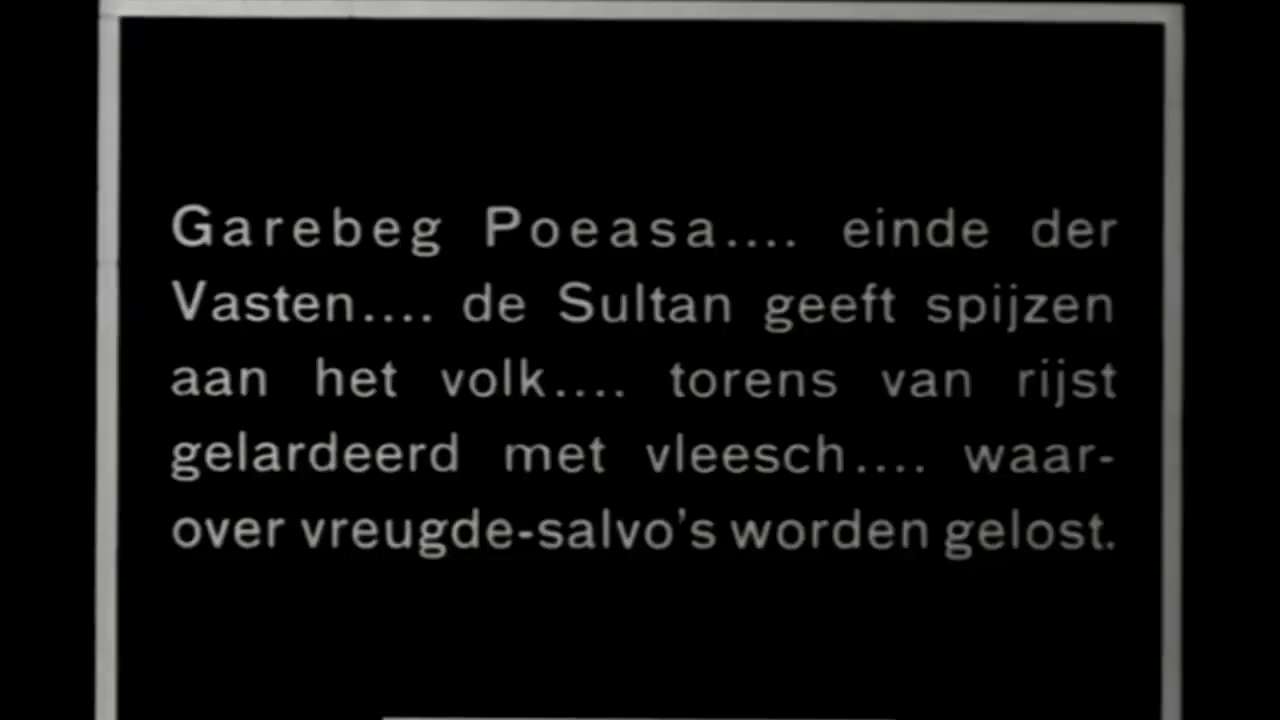 Garebeg Poeasa.... einde der
Vasten.... de Sultan geeft spijzen
aan het volk.... torens van rijst
gelardeerd met vleesch.... waar-
over vreugde-salvo's worden gelost.